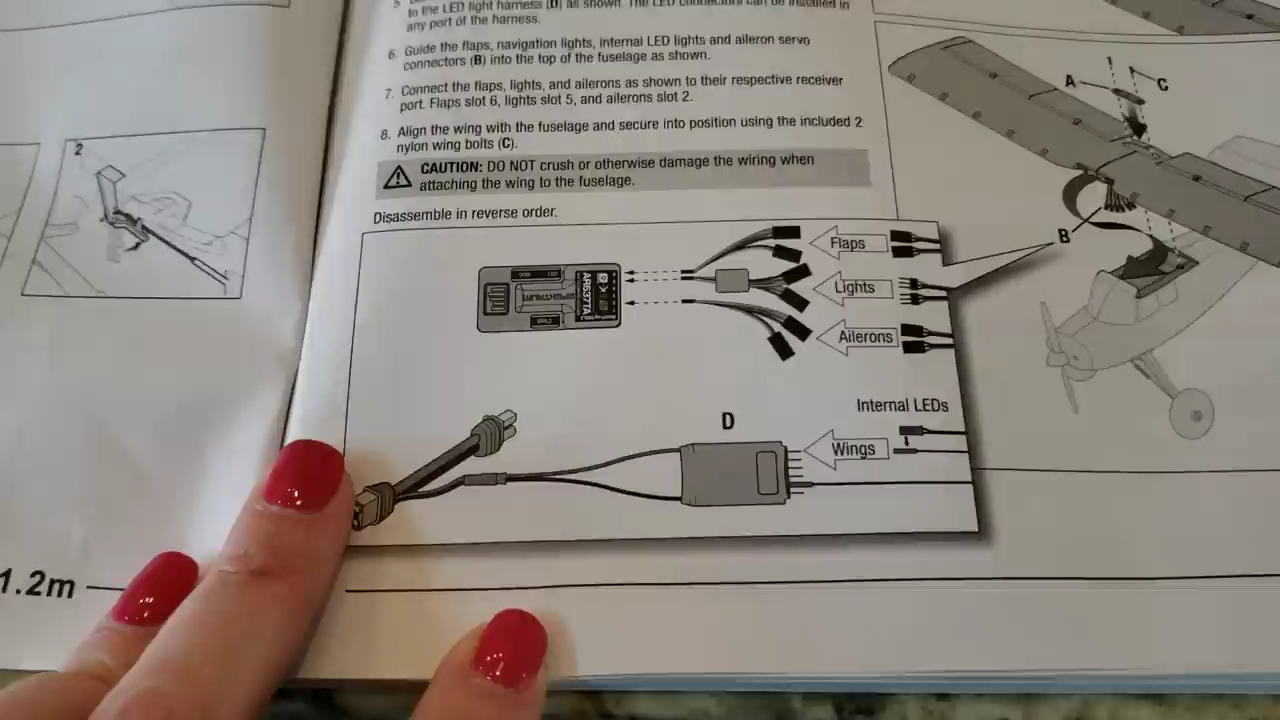 2
5
to the LED light harness (D) as shown. The LED connectors can be installed in
any part of the harness.
6. Guide the flaps, navigation lights, internal LED lights and aileron servo
connectors (B) into the top of the fuselage as shown.
7. Connect the flaps, lights, and ailerons as shown to their respective receiver
port. Flaps slot 6, lights slot 5, and ailerons slot 2.
8. Align the wing with the fuselage and secure into position using the included 2
nylon wing bolts (C).
CAUTION: DO NOT crush or otherwise damage the wiring when
attaching the wing to the fuselage.
Disassemble in reverse order.
AR637TA
Flaps
Lights
Ailerons
Internal LEDs
D
Wings
A
C
B
1.2m